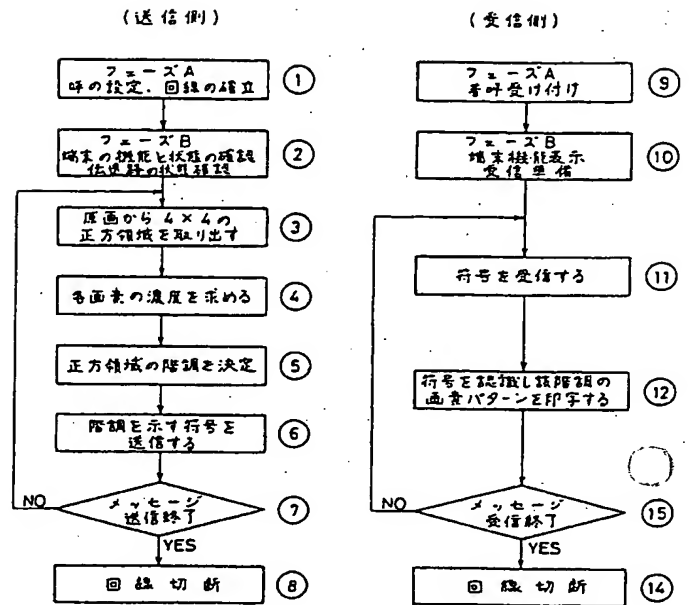 (送信側)
フェーズA
呼の設定、回線の確立
①
フェーズB
端末の機能と状態の確認
伝送路の状態確認
②
原画から4×4の
正方領域を取り出す
③
各画素の濃度を求める
④
正方領域の階調を決定
⑤
階調を示す符号を
送信する
⑥
メッセージ
送信終了
⑦
NO
YES
回線切断
⑧
(受信側)
フェーズA
着呼受け付け
⑨
フェーズB
端末機能表示
受信準備
⑩
符号を受信する
⑪
符号を認識し該階調の
画素パターンを印写する
⑫
メッセージ
受信終了
⑮
NO
YES
回線切断
⑭